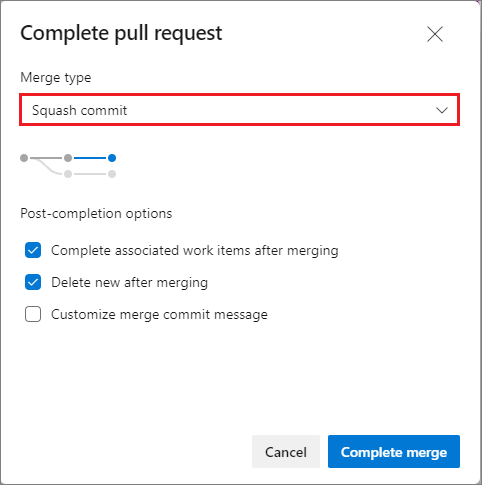 Complete pull request
Merge type
Squash commit
Post-completion options
Complete associated work items after merging
Delete new after merging
Customize merge commit message
Cancel
Complete merge